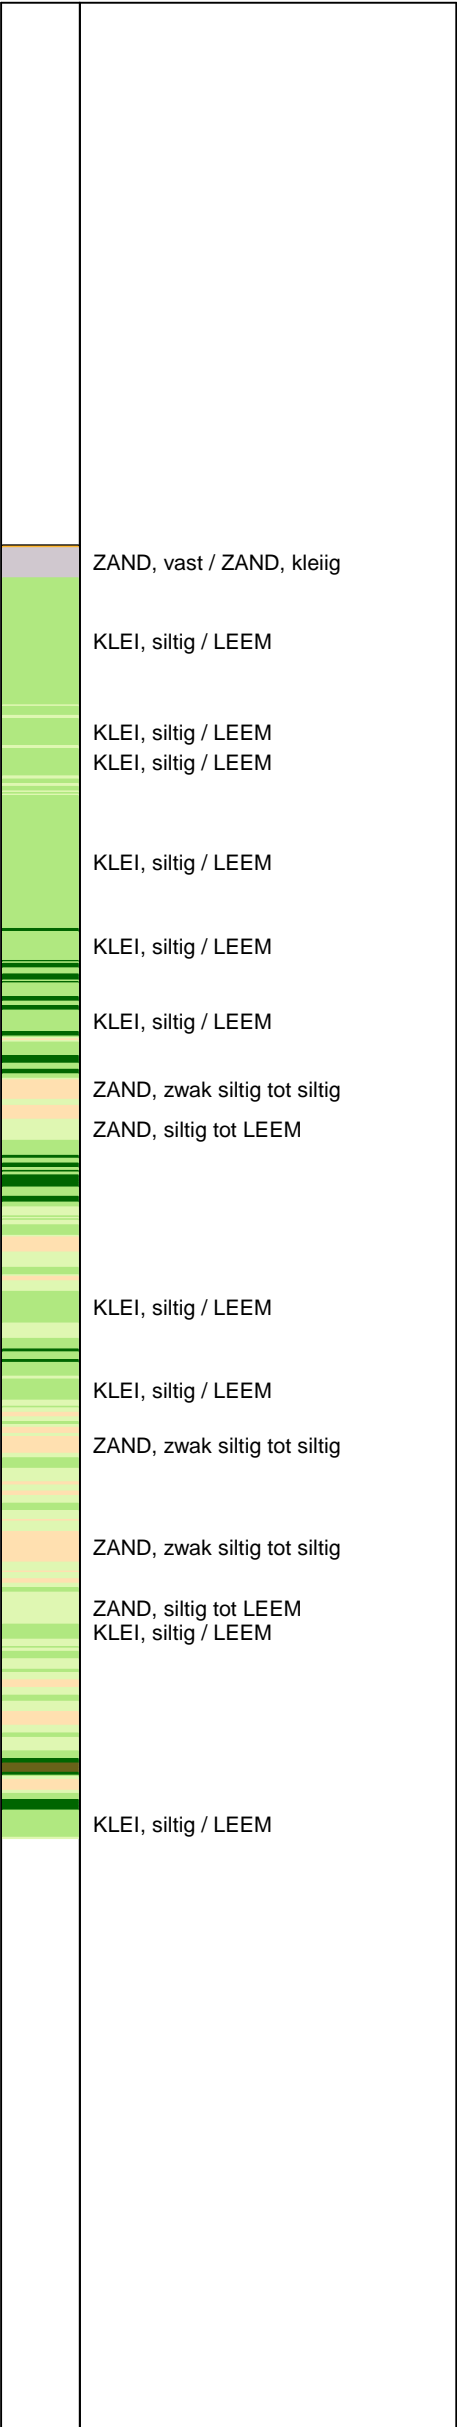 ZAND, vast / ZAND, kleiig
KLEI, siltig / LEEM
KLEI, siltig / LEEM
KLEI, siltig / LEEM
KLEI, siltig / LEEM
KLEI, siltig / LEEM
KLEI, siltig / LEEM
ZAND, zwak siltig tot siltig
ZAND, siltig tot LEEM
KLEI, siltig / LEEM
KLEI, siltig / LEEM
ZAND, zwak siltig tot siltig
ZAND, zwak siltig tot siltig
ZAND, siltig tot LEEM
KLEI, siltig / LEEM
KLEI, siltig / LEEM